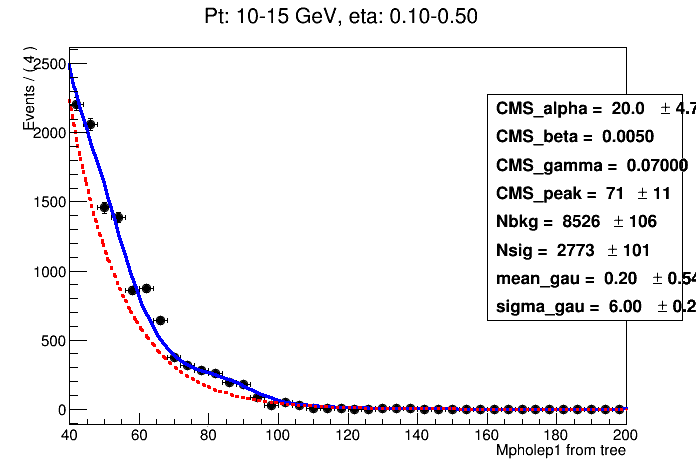 Pt: 10-15 GeV, eta: 0.10-0.50
Events / ( 4 )
2500
2000
1500
1000
500
0
40
60
80
100
120
140
160
180
200
Mpholep1 from tree
CMS_alpha = 20.0 ± 4.7
CMS_beta = 0.0050
CMS_gamma = 0.07000
CMS_peak = 71 ± 11
Nbkg = 8526 ± 106
Nsig = 2773 ± 101
mean_gau = 0.20 ± 0.54
sigma_gau = 6.00 ± 0.2